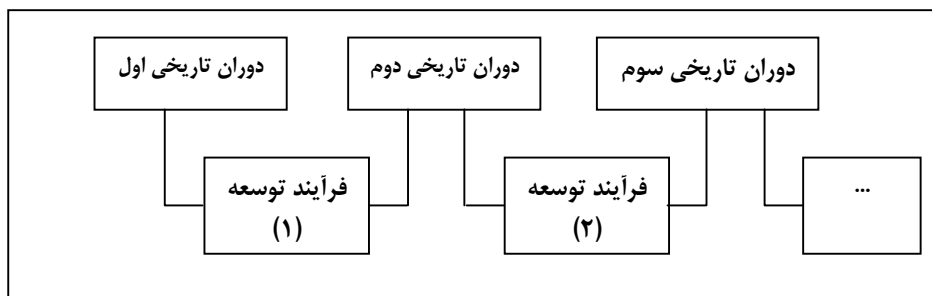 دوران تاریخی اول
دوران تاریخی دوم
دوران تاریخی سوم
فرآیند توسعه
(۱)
فرآیند توسعه
(۲)
...